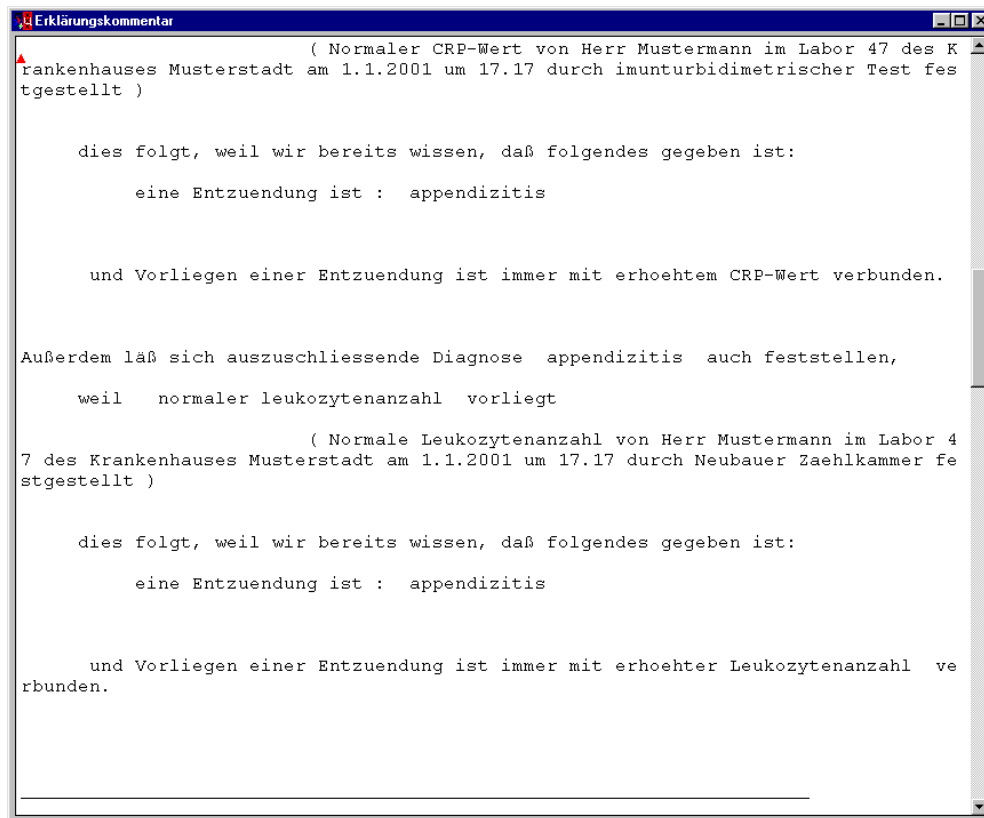 Erklärungskommentar
( Normaler CRP-Wert von Herr Mustermann im Labor 47 des K
rankenhauses Musterstadt am 1.1.2001 um 17.17 durch imunturbidimetrischer Test fes
tgestellt )
dies folgt, weil wir bereits wissen, daß folgendes gegeben ist:
eine Entzuendung ist :  appendizitis
und Vorliegen einer Entzuendung ist immer mit erhoehtem CRP-Wert verbunden.
Außerdem läß sich auszuschliessende Diagnose  appendizitis  auch feststellen,
weil   normaler leukozytenanzahl  vorliegt
( Normale Leukozytenanzahl von Herr Mustermann im Labor 4
7 des Krankenhauses Musterstadt am 1.1.2001 um 17.17 durch Neubauer Zaehlkammer fe
stgestellt )
dies folgt, weil wir bereits wissen, daß folgendes gegeben ist:
eine Entzuendung ist :  appendizitis
und Vorliegen einer Entzuendung ist immer mit erhoehter Leukozytenanzahl  ve
rbunden.